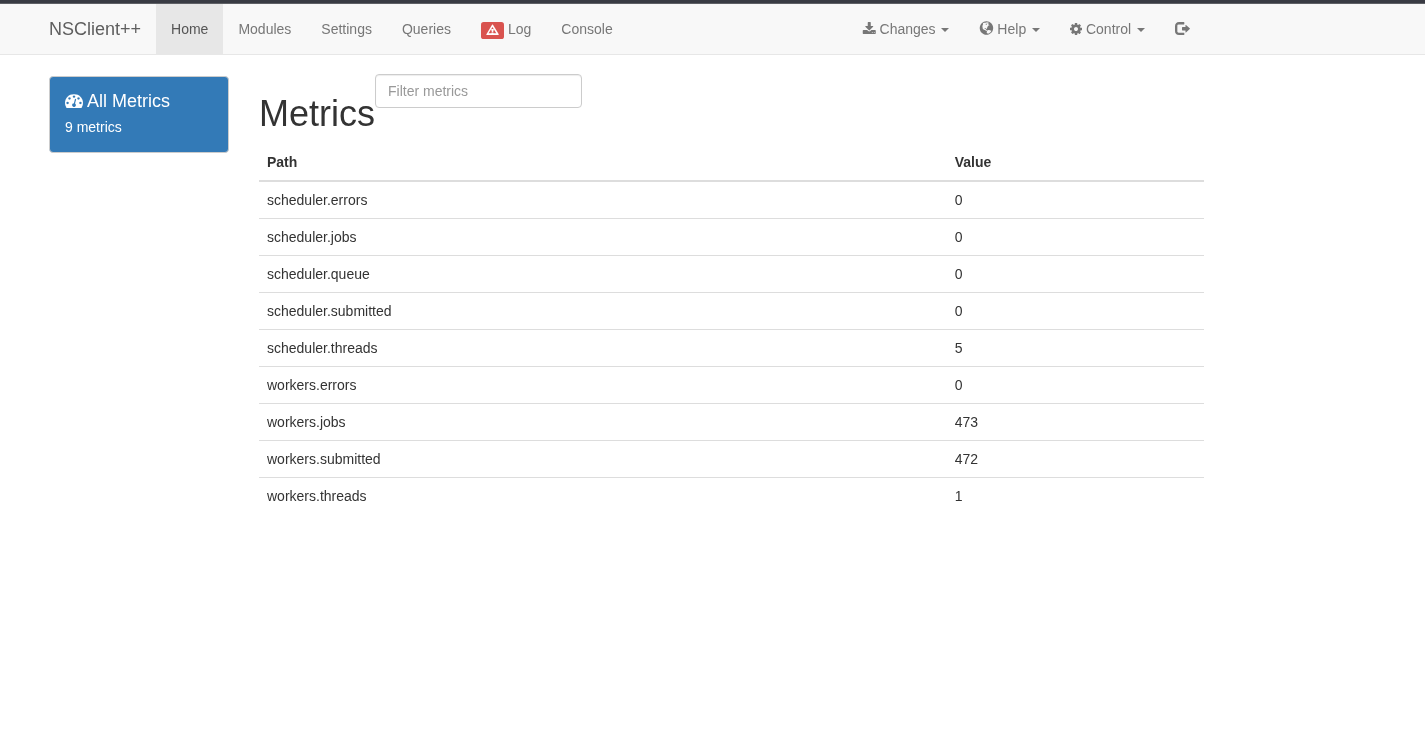 NSClient++ Home Modules Settings Queries Log Console Changes Help Control
All Metrics
9 metrics
Metrics
Filter metrics
Path Value
scheduler.errors 0
scheduler.jobs 0
scheduler.queue 0
scheduler.submitted 0
scheduler.threads 5
workers.errors 0
workers.jobs 473
workers.submitted 472
workers.threads 1